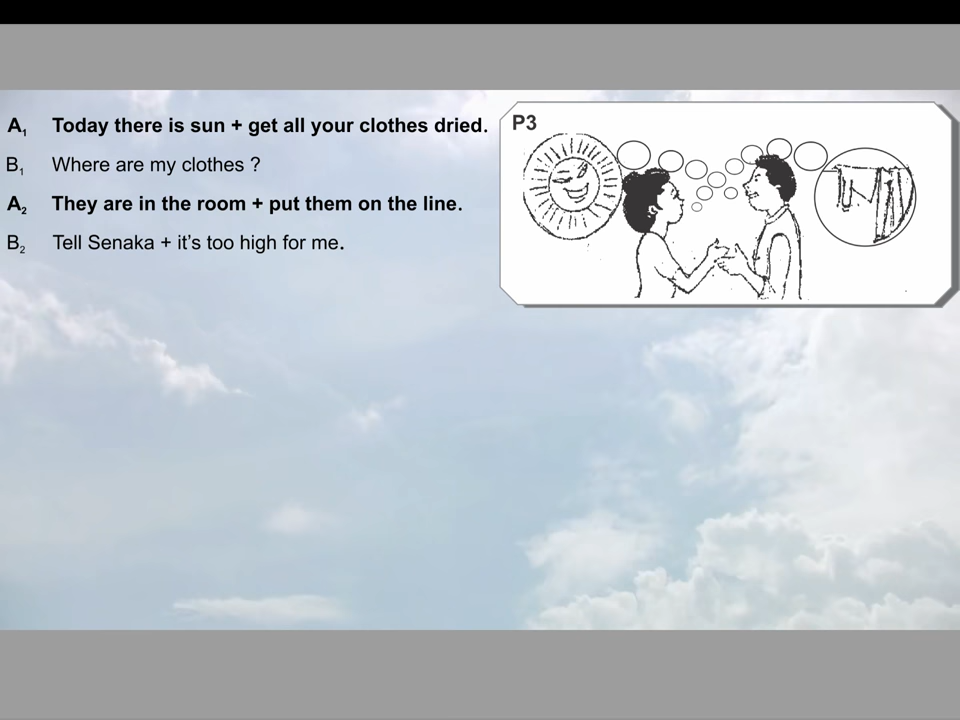 A1 Today there is sun + get all your clothes dried.
B1 Where are my clothes ?
A2 They are in the room + put them on the line.
B2 Tell Senaka + it's too high for me.
P3